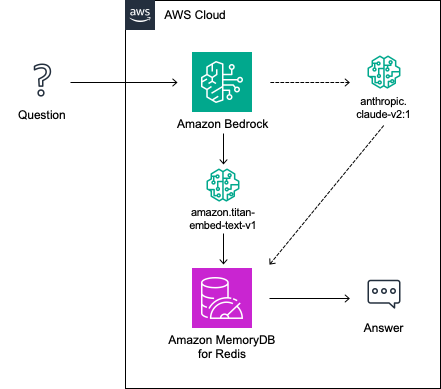 aws
AWS Cloud
Question
Amazon Bedrock
anthropic.
claude-v2:1
amazon.titan-
embed-text-v1
Amazon MemoryDB
for Redis
Answer